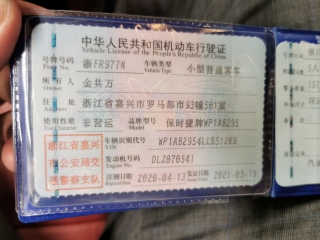 中华人民共和国机动车行驶证
Vehicle License of the People's Republic of China
号牌号码 浙FR977N 车辆类型 小型普通客车
Plate No. Vehicle Type
所有人 金共万
Owner
住址 浙江省嘉兴市罗马都市93幢501室
Address
使用性质 非营运 品牌型号 保时捷牌WP1AB295
Use Character Model
浙江省嘉兴 车辆识别代号 WP1AB2954LLB51269
VIN
市公安局交 发动机号码 DLZ070541
Engine No.
通警察支队 注册日期 2020-04-13 发证日期
Register Date Issue Date